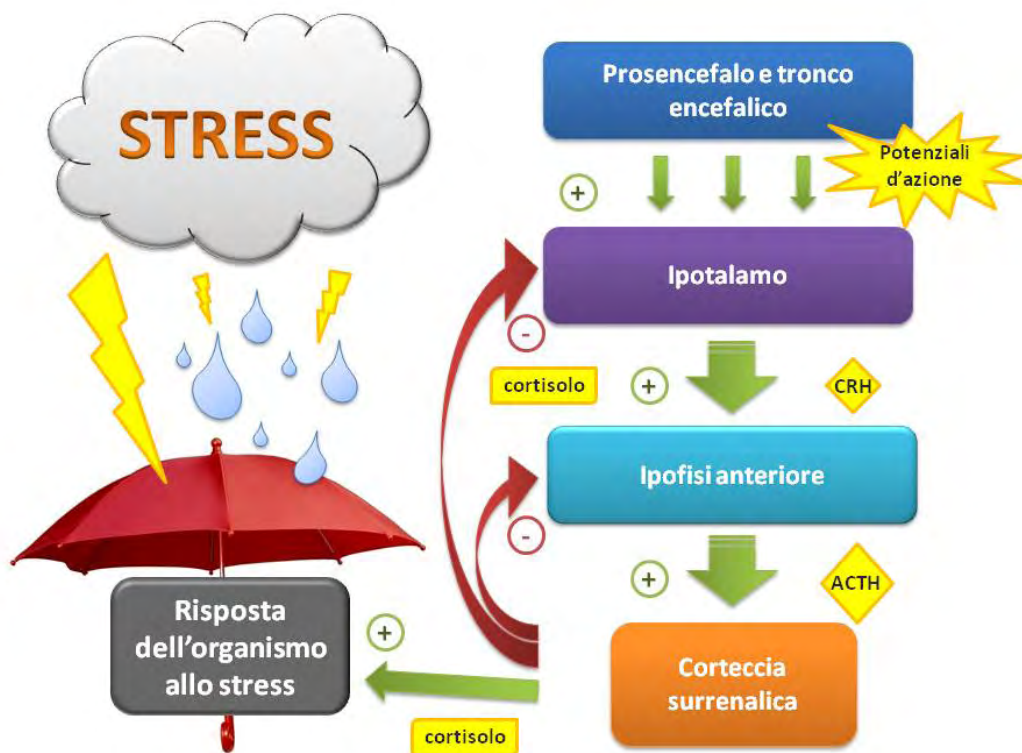 STRESS
Prosencefalo e tronco
encefalico
Potenziali
d'azione
+
Ipotalamo
-
cortisolo
+
CRH
Ipofisi anteriore
-
+
ACTH
Risposta
dell'organismo
allo stress
+
cortisolo
Corteccia
surrenalica